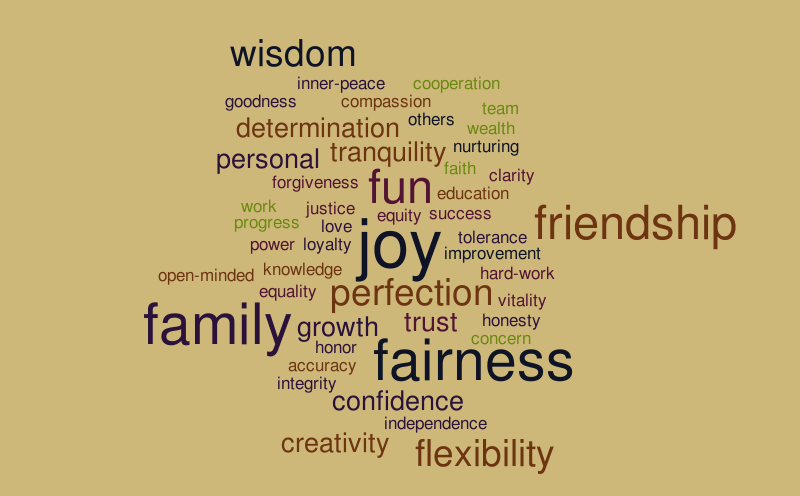 wisdom
inner-peace cooperation
goodness compassion
team
others
determination wealth
nurturing
personal tranquility
faith
forgiveness fun clarity
education
work justice equity success
progress love friendship
power loyalty joy tolerance
improvement
open-minded knowledge hard-work
equality perfection vitality
family growth trust honesty
honor concern
fairness
accuracy
integrity
confidence
independence
creativity flexibility